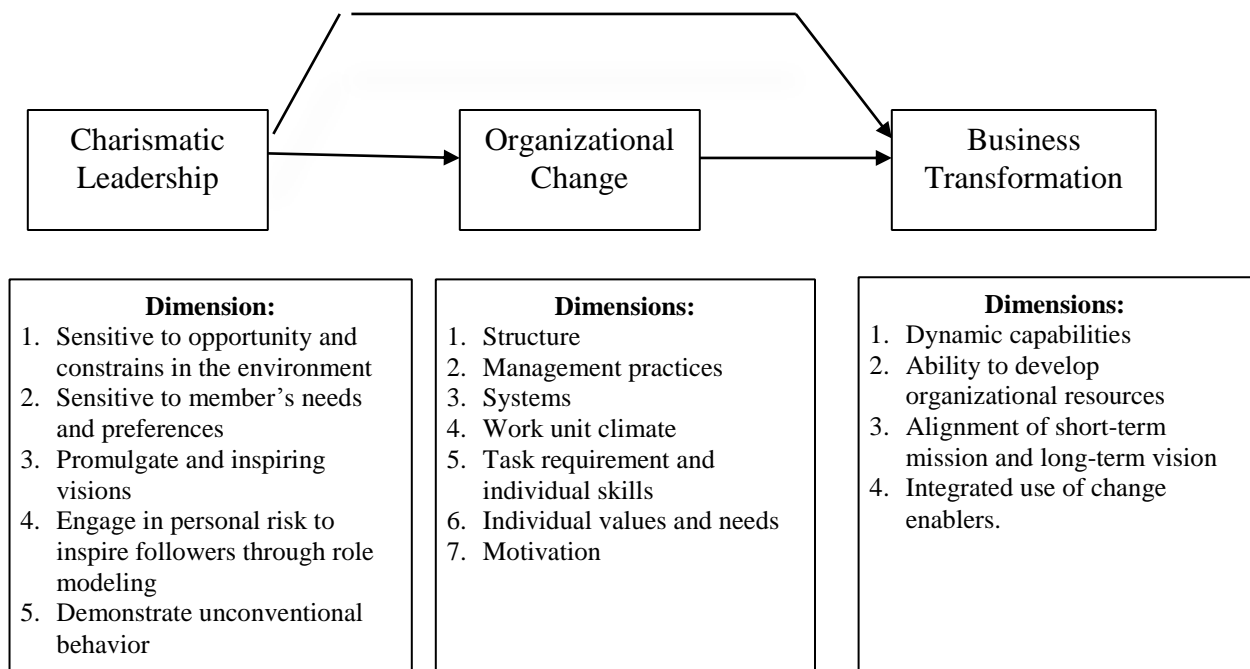 Charismatic
Leadership
Organizational
Change
Business
Transformation
Dimension:
1. Sensitive to opportunity and
constrains in the environment
2. Sensitive to member’s needs
and preferences
3. Promulgate and inspiring
visions
4. Engage in personal risk to
inspire followers through role
modeling
5. Demonstrate unconventional
behavior
Dimensions:
1. Structure
2. Management practices
3. Systems
4. Work unit climate
5. Task requirement and
individual skills
6. Individual values and needs
7. Motivation
Dimensions:
1. Dynamic capabilities
2. Ability to develop
organizational resources
3. Alignment of short-term
mission and long-term vision
4. Integrated use of change
enablers.